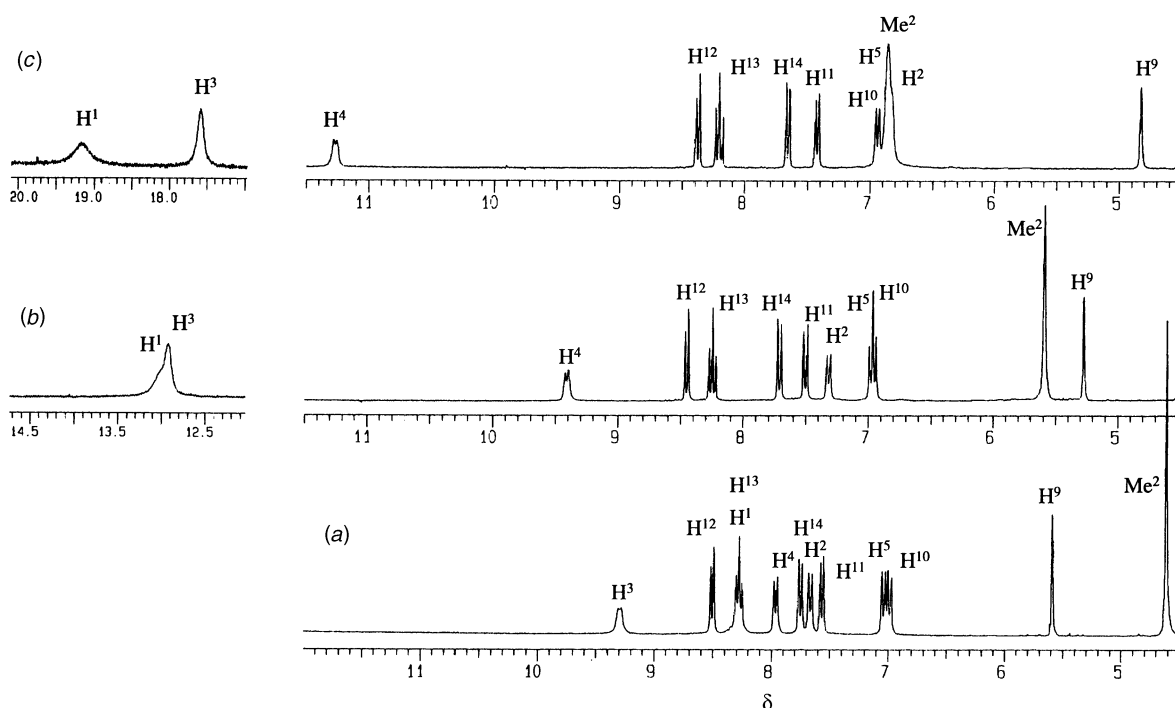 (c)
H¹
H³
20.0 19.0 18.0
H⁴
H¹²
H¹³
H¹⁴
H¹¹
H¹⁰
H⁵
Me²
H²
H⁹
11 10 9 8 7 6 5
(b)
H¹
H³
14.5 13.5 12.5
H⁴
H¹²
H¹³
H¹⁴
H¹¹
H²
H⁵
H¹⁰
Me²
H⁹
10 9 8 7 6 5
(a)
H³
H¹²
H¹³
H¹
H⁴
H¹⁴
H²
H¹¹
H⁵
H¹⁰
H⁹
Me²
11 10 9 8 7 6 5
δ